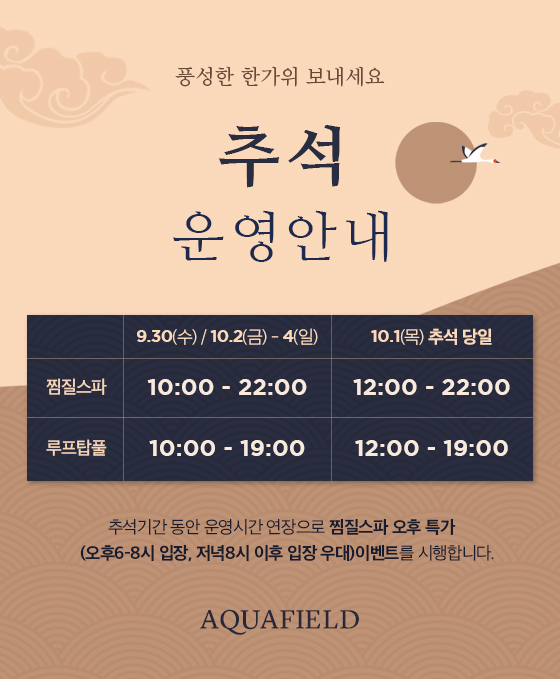 풍성한 한가위 보내세요
추석
운영안내
9.30(수) / 10.2(금) - 4(일) 10.1(목) 추석 당일
찜질스파 10:00 - 22:00 12:00 - 22:00
루프탑풀 10:00 - 19:00 12:00 - 19:00
추석기간 동안 운영시간 연장으로 찜질스파 오후 특가
(오후6-8시 입장, 저녁8시 이후 입장 우대)이벤트를 시행합니다.
AQUAFIELD